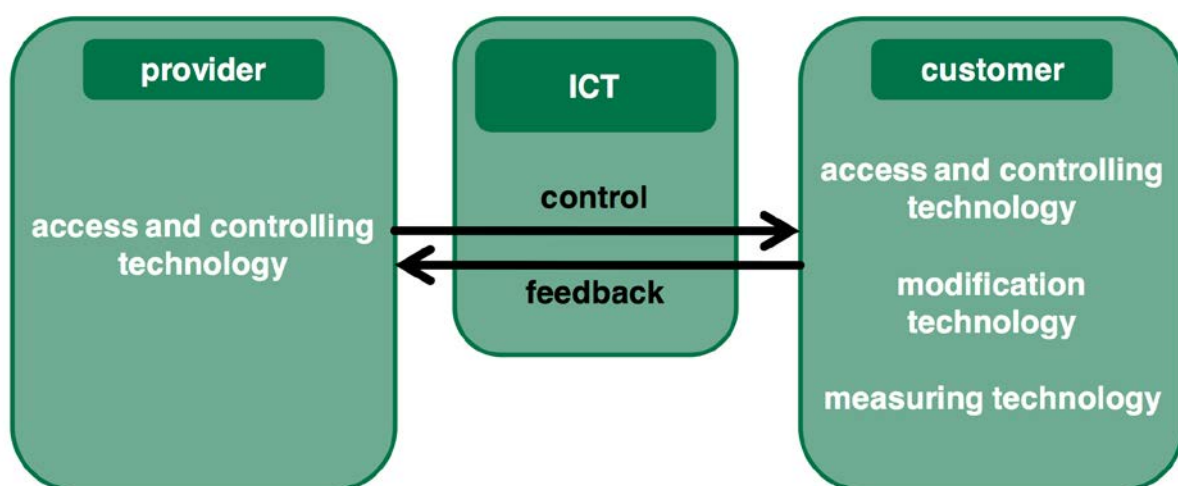 provider
access and controlling
technology
ICT
control
feedback
customer
access and controlling
technology
modification
technology
measuring technology